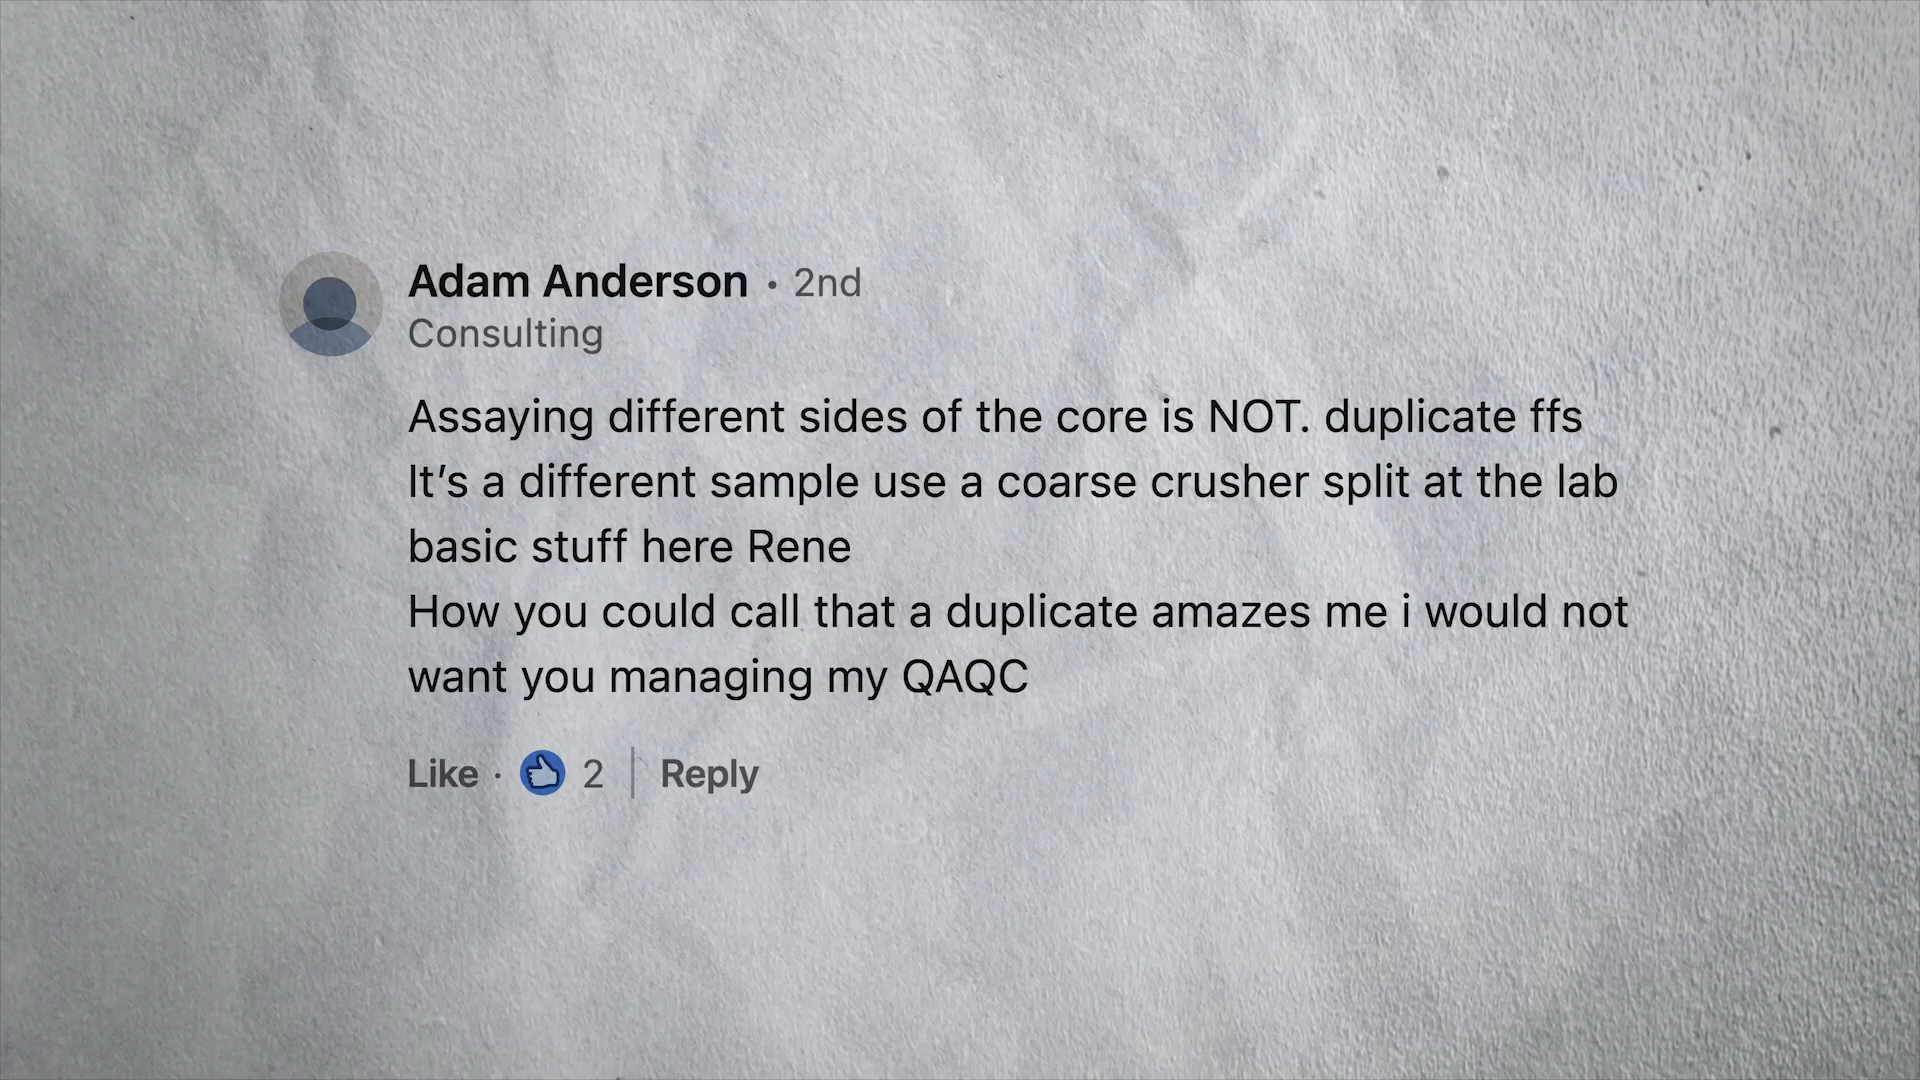 Adam Anderson · 2nd
Consulting
Assaying different sides of the core is NOT. duplicate ffs
It’s a different sample use a coarse crusher split at the lab
basic stuff here Rene
How you could call that a duplicate amazes me i would not
want you managing my QAQC
Like · 2 | Reply